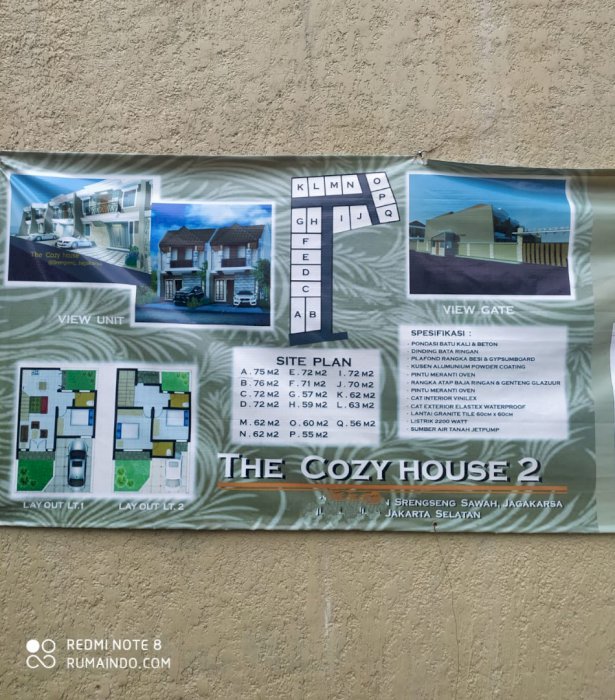 The Cozy house
@Srengseng, Jagakarsa
VIEW UNIT
K L M N O
P
Q
G H I J
F
E
D
C
A B
VIEW GATE
SITE PLAN
A . 75 M2 E . 72 M2 I . 72 M2
B . 76 M2 F . 71 M2 J . 70 M2
C . 72 M2 G . 57 M2 K . 62 M2
D . 72 M2 H . 59 M2 L . 63 M2
M . 62 M2 O . 60 M2 Q . 56 M2
N . 62 M2 P . 55 M2
SPESIFIKASI :
- PONDASI BATU KALI & BETON
- DINDING BATA RINGAN
- PLAFOND RANGKA BESI & GYPSUMBOARD
- KUSEN ALUMUNIUM POWDER COATING
- PINTU MERANTI OVEN
- RANGKA ATAP BAJA RINGAN & GENTENG GLAZUUR
- PINTU MERANTI OVEN
- CAT INTERIOR VINILEX
- CAT EXTERIOR ELASTEX WATERPROOF
- LANTAI GRANITE TILE 60CM X 60CM
- LISTRIK 2200 WATT
- SUMBER AIR TANAH JETPUMP
LAY OUT LT.1
LAY OUT LT. 2
THE COZY HOUSE 2
SRENGSENG SAWAH, JAGAKARSA
JAKARTA SELATAN
REDMI NOTE 8
RUMAINDO.COM